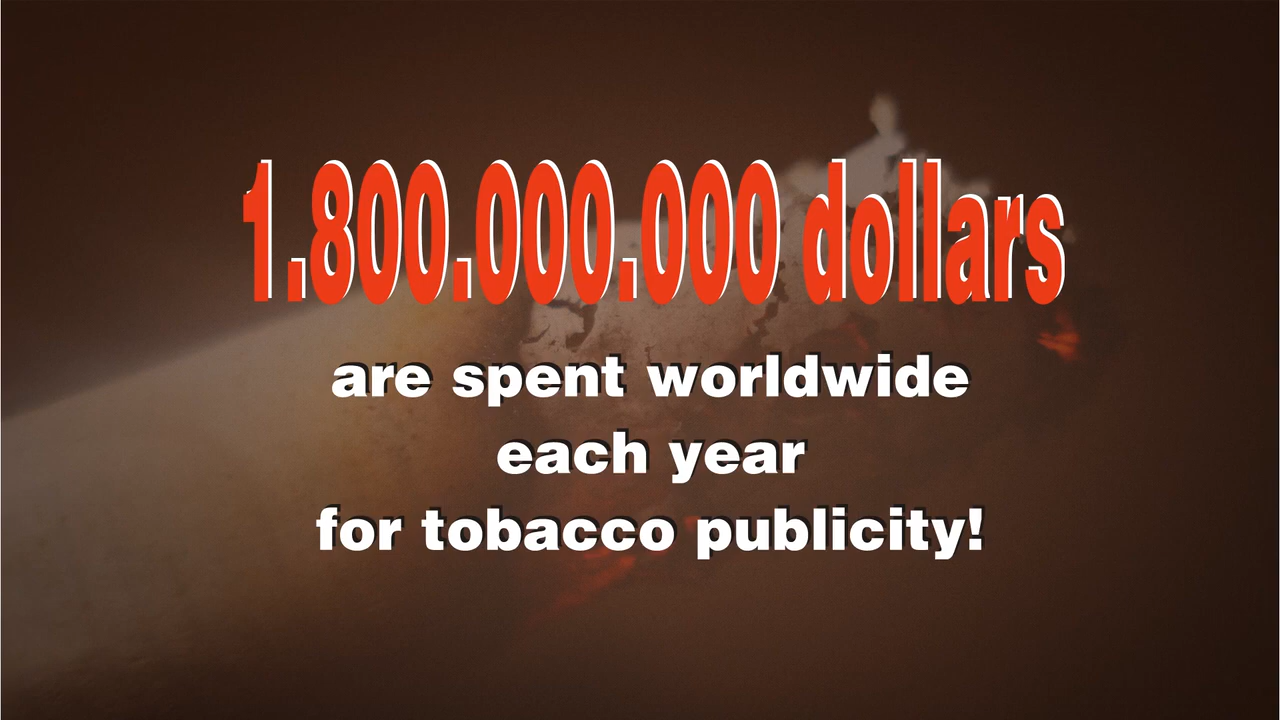 1.800.000.000 dollars
are spent worldwide
each year
for tobacco publicity!